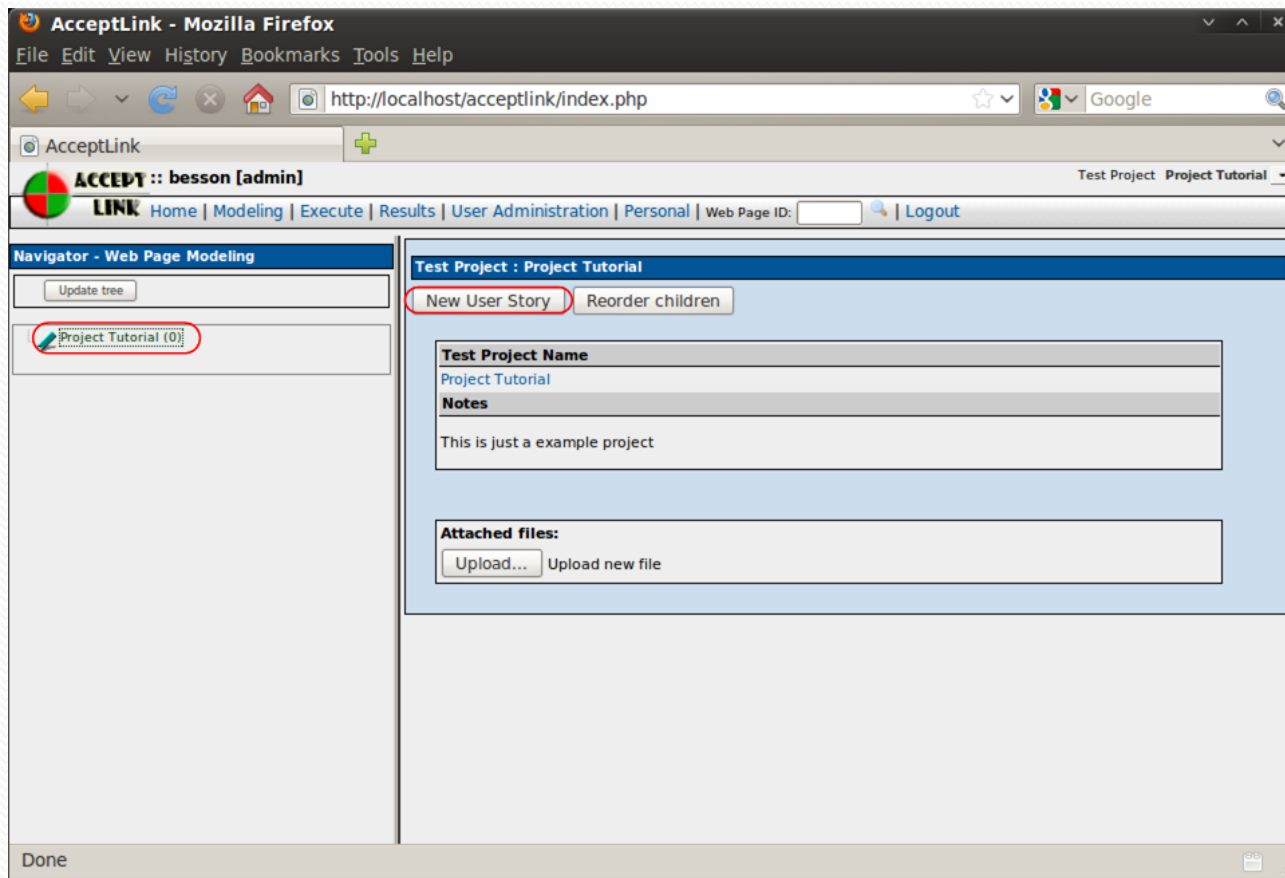 AcceptLink - Mozilla Firefox
File Edit View History Bookmarks Tools Help
http://localhost/acceptlink/index.php
Google
AcceptLink
ACCEPT LINK :: besson [admin]
Test Project Project Tutorial
Home | Modeling | Execute | Results | User Administration | Personal | Web Page ID: | Logout
Navigator - Web Page Modeling
Update tree
Project Tutorial (0)
Test Project : Project Tutorial
New User Story Reorder children
Test Project Name
Project Tutorial
Notes
This is just a example project
Attached files:
Upload... Upload new file
Done